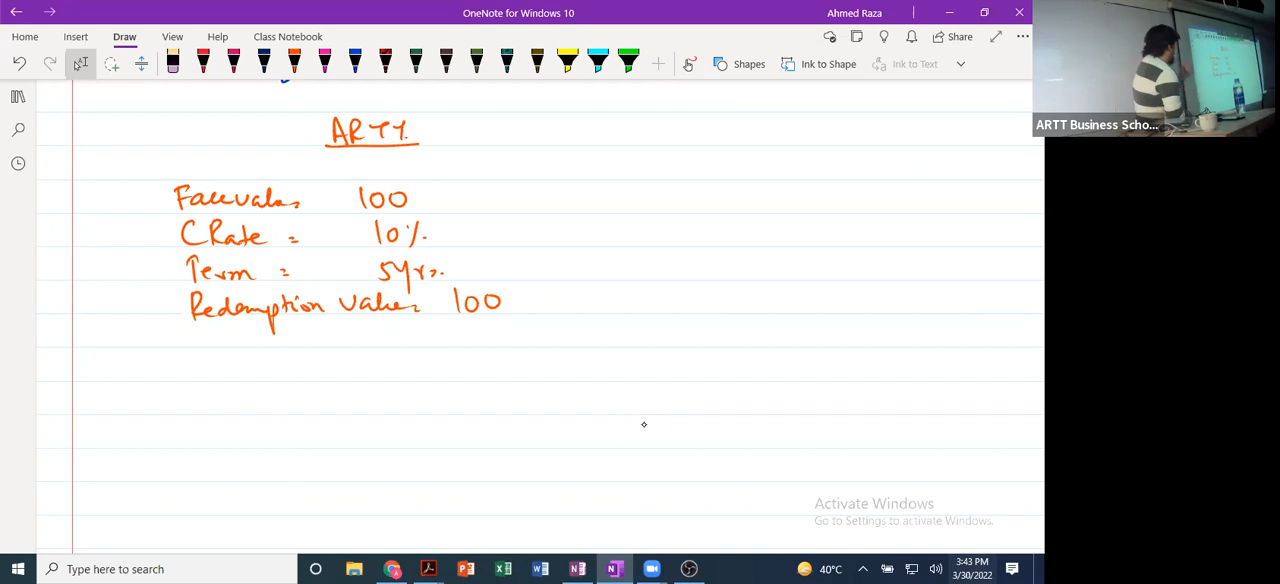 OneNote for Windows 10
Ahmed Raza
Home Insert Draw View Help Class Notebook
Share
Shapes Ink to Shape Ink to Text
ARTT Business Scho...
ARTT.
Facevalue 100
CRate = 10%.
Term = 5yrs.
Redemption value 100
Activate Windows
Go to Settings to activate Windows.
Type here to search
40°C
3:43 PM
3/30/2022